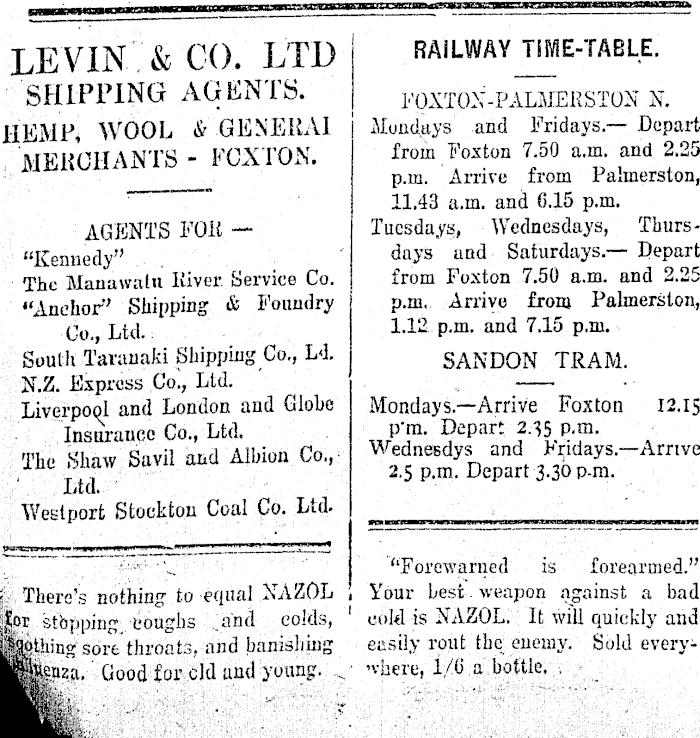 LEVIN & CO. LTD
SHIPPING AGENTS.
HEMP, WOOL & GENERAL
MERCHANTS - FOXTON.
AGENTS FOR —
"Kennedy"
The Manawatu River Service Co.
"Anchor" Shipping & Foundry
Co., Ltd.
South Taranaki Shipping Co., Ld.
N.Z. Express Co., Ltd.
Liverpool and London and Globe
Insurance Co., Ltd.
The Shaw Savil and Albion Co.,
Ltd.
Westport Stockton Coal Co. Ltd.
There's nothing to equal NAZOL
for stopping coughs and colds,
soothing sore throats, and banishing
influenza. Good for old and young.
RAILWAY TIME-TABLE.
FOXTON-PALMERSTON N.
Mondays and Fridays.— Depart
from Foxton 7.50 a.m. and 2.25
p.m. Arrive from Palmerston,
11.43 a.m. and 6.15 p.m.
Tuesdays, Wednesdays, Thurs-
days and Saturdays.— Depart
from Foxton 7.50 a.m. and 2.25
p.m. Arrive from Palmerston,
1.12 p.m. and 7.15 p.m.
SANDON TRAM.
Mondays.—Arrive Foxton 12.15
p'm. Depart 2.35 p.m.
Wednesdys and Fridays.—Arrive
2.5 p.m. Depart 3.30 p.m.
"Forewarned is forearmed."
Your best weapon against a bad
cold is NAZOL. It will quickly and
easily rout the enemy. Sold every-
where, 1/6 a bottle.